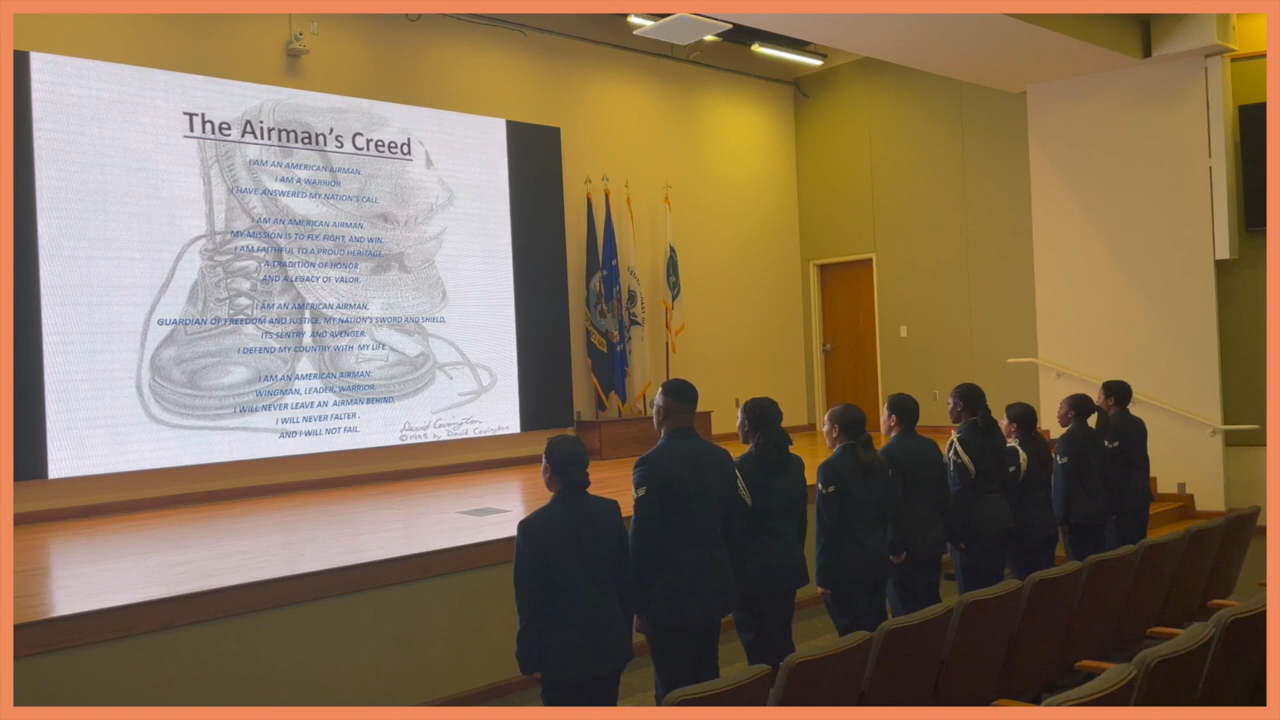 The Airman's Creed
I AM AN AMERICAN AIRMAN.
I AM A WARRIOR
I HAVE ANSWERED MY NATION'S CALL.
I AM AN AMERICAN AIRMAN.
MY MISSION IS TO FLY, FIGHT, AND WIN.
I AM FAITHFUL TO A PROUD HERITAGE,
A TRADITION OF HONOR
AND A LEGACY OF VALOR.
I AM AN AMERICAN AIRMAN,
GUARDIAN OF FREEDOM AND JUSTICE, MY NATION'S SWORD AND SHIELD,
ITS SENTRY AND AVENGER.
I DEFEND MY COUNTRY WITH MY LIFE.
I AM AN AMERICAN AIRMAN:
WINGMAN, LEADER, WARRIOR.
I WILL NEVER LEAVE AN AIRMAN BEHIND,
I WILL NEVER FALTER .
AND I WILL NOT FAIL.
David Covington
© 1998 by David Covington